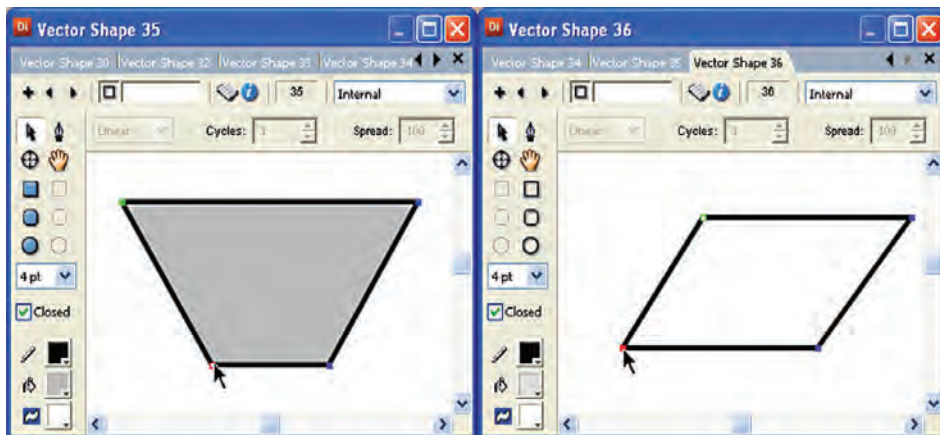 Di Vector Shape 35
Vector Shape 30 Vector Shape 32 Vector Shape 33 Vector Shape 34
35 Internal
Linear Cycles: 1 Spread: 100
4 pt
Closed
Di Vector Shape 36
Vector Shape 34 Vector Shape 35 Vector Shape 36
36 Internal
Linear Cycles: 1 Spread: 100
4 pt
Closed